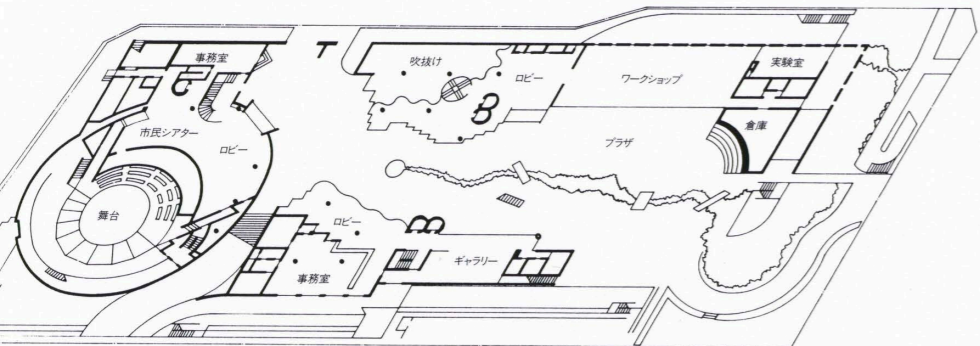 事務室
市民シアター
ロビー
舞台
吹抜け
ロビー
ワークショップ
実験室
倉庫
プラザ
ロビー
事務室
ギャラリー